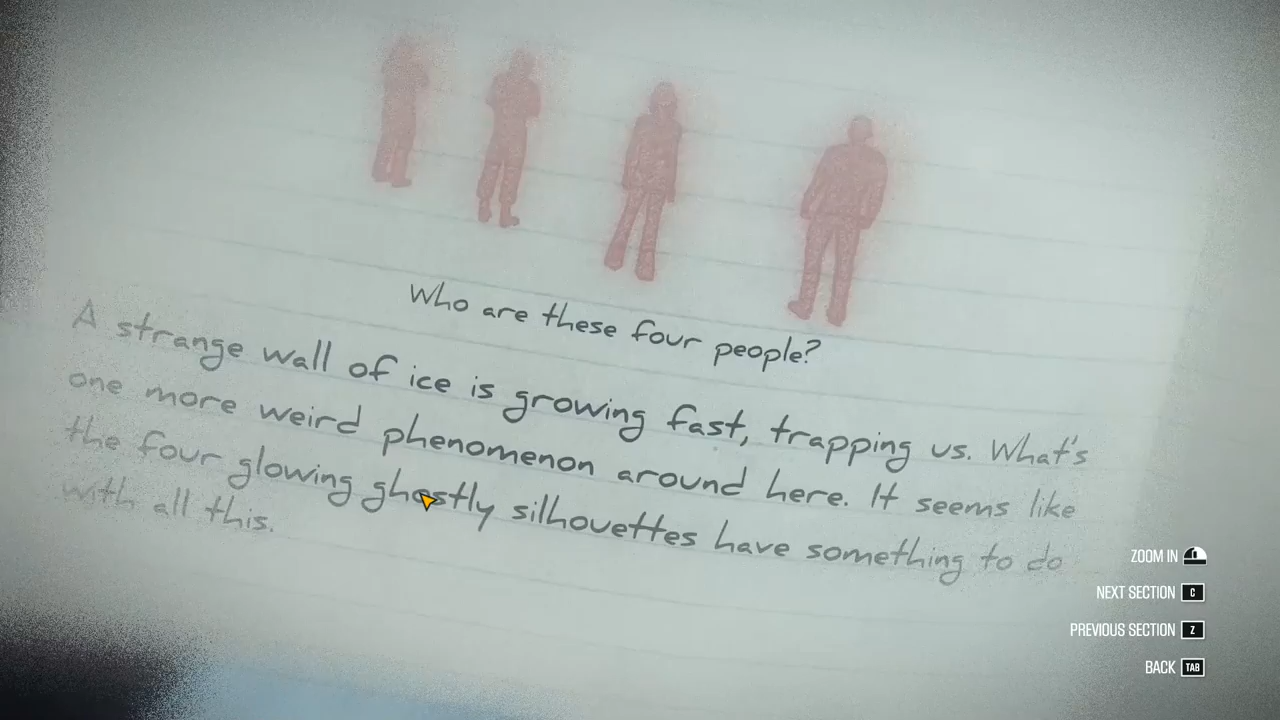 Who are these four people?
A strange wall of ice is growing fast, trapping us. What's
one more weird phenomenon around here. It seems like
the four glowing ghostly silhouettes have something to do
with all this.
ZOOM IN
NEXT SECTION C
PREVIOUS SECTION Z
BACK TAB